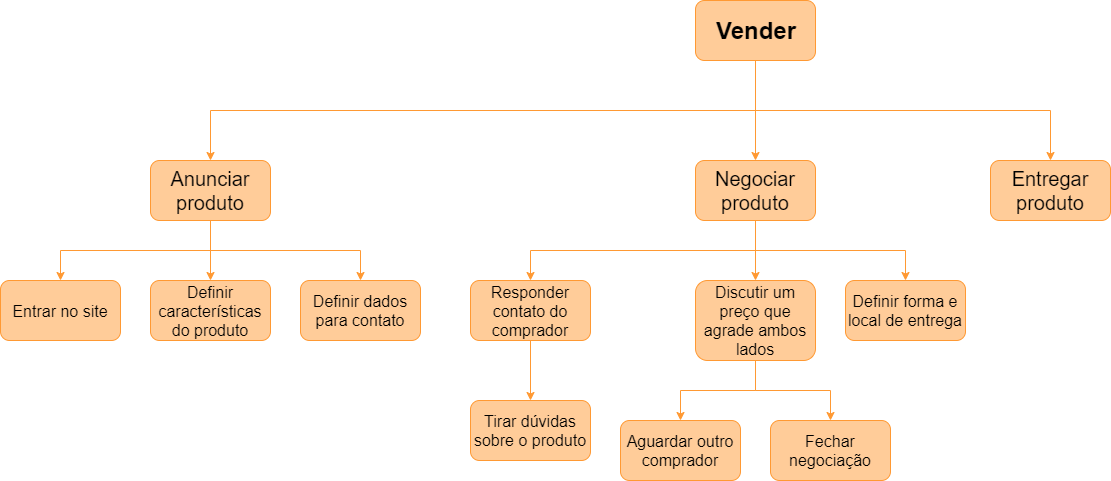 Vender
Anunciar
produto
Negociar
produto
Entregar
produto
Entrar no site
Definir
características
do produto
Definir dados
para contato
Responder
contato do
comprador
Discutir um
preço que
agrade ambos
lados
Definir forma e
local de entrega
Tirar dúvidas
sobre o produto
Aguardar outro
comprador
Fechar
negociação